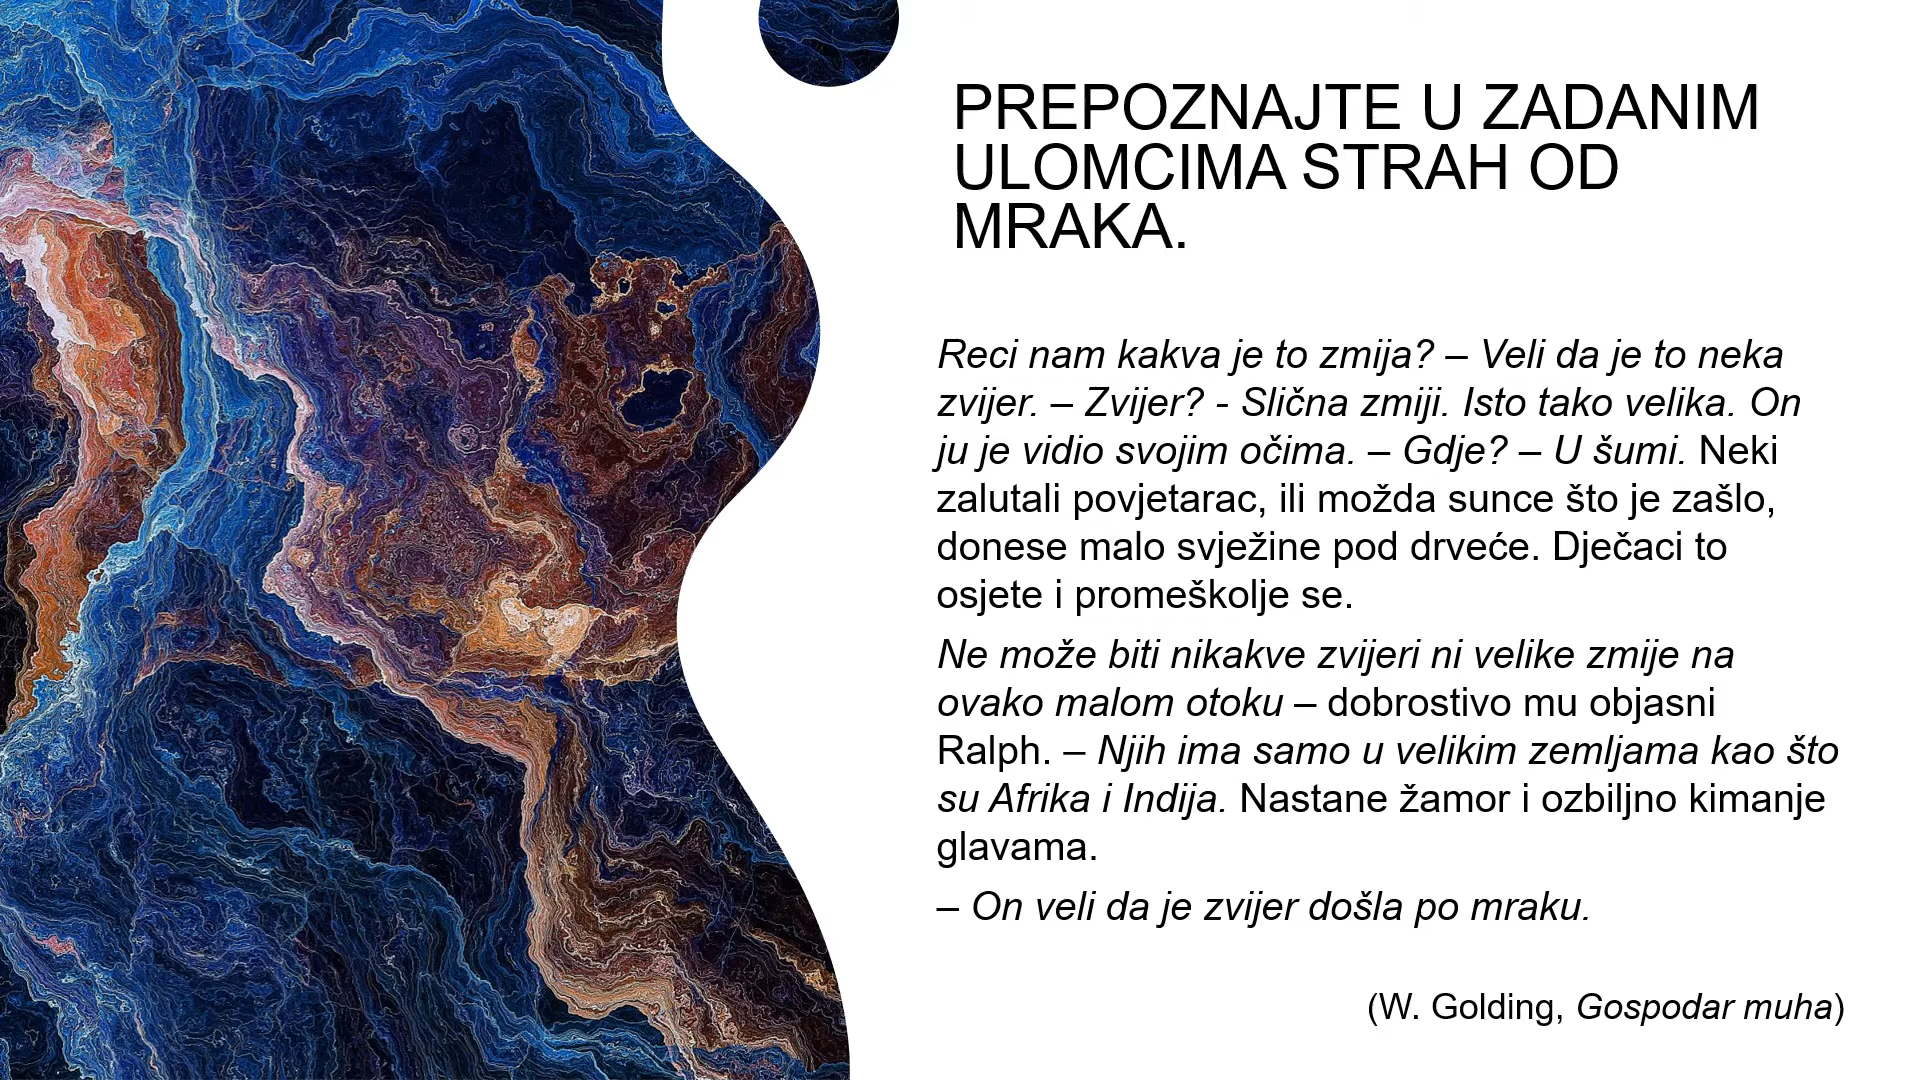 PREPOZNAJTE U ZADANIM
ULOMCIMA STRAH OD
MRAKA.
Reci nam kakva je to zmija? – Veli da je to neka
zvijer. – Zvijer? - Slična zmiji. Isto tako velika. On
ju je vidio svojim očima. – Gdje? – U šumi. Neki
zalutali povjetarac, ili možda sunce što je zašlo,
donese malo svježine pod drveće. Dječaci to
osjete i promeškolje se.
Ne može biti nikakve zvijeri ni velike zmije na
ovako malom otoku – dobrostivo mu objasni
Ralph. – Njih ima samo u velikim zemljama kao što
su Afrika i Indija. Nastane žamor i ozbiljno kimanje
glavama.
– On veli da je zvijer došla po mraku.
(W. Golding, Gospodar muha)